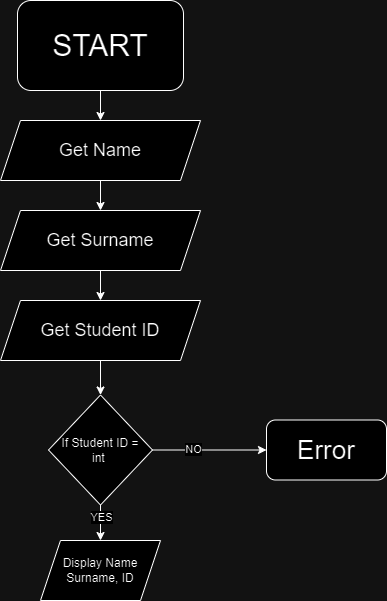 START
Get Name
Get Surname
Get Student ID
If Student ID =
int
NO
Error
YES
Display Name
Surname, ID